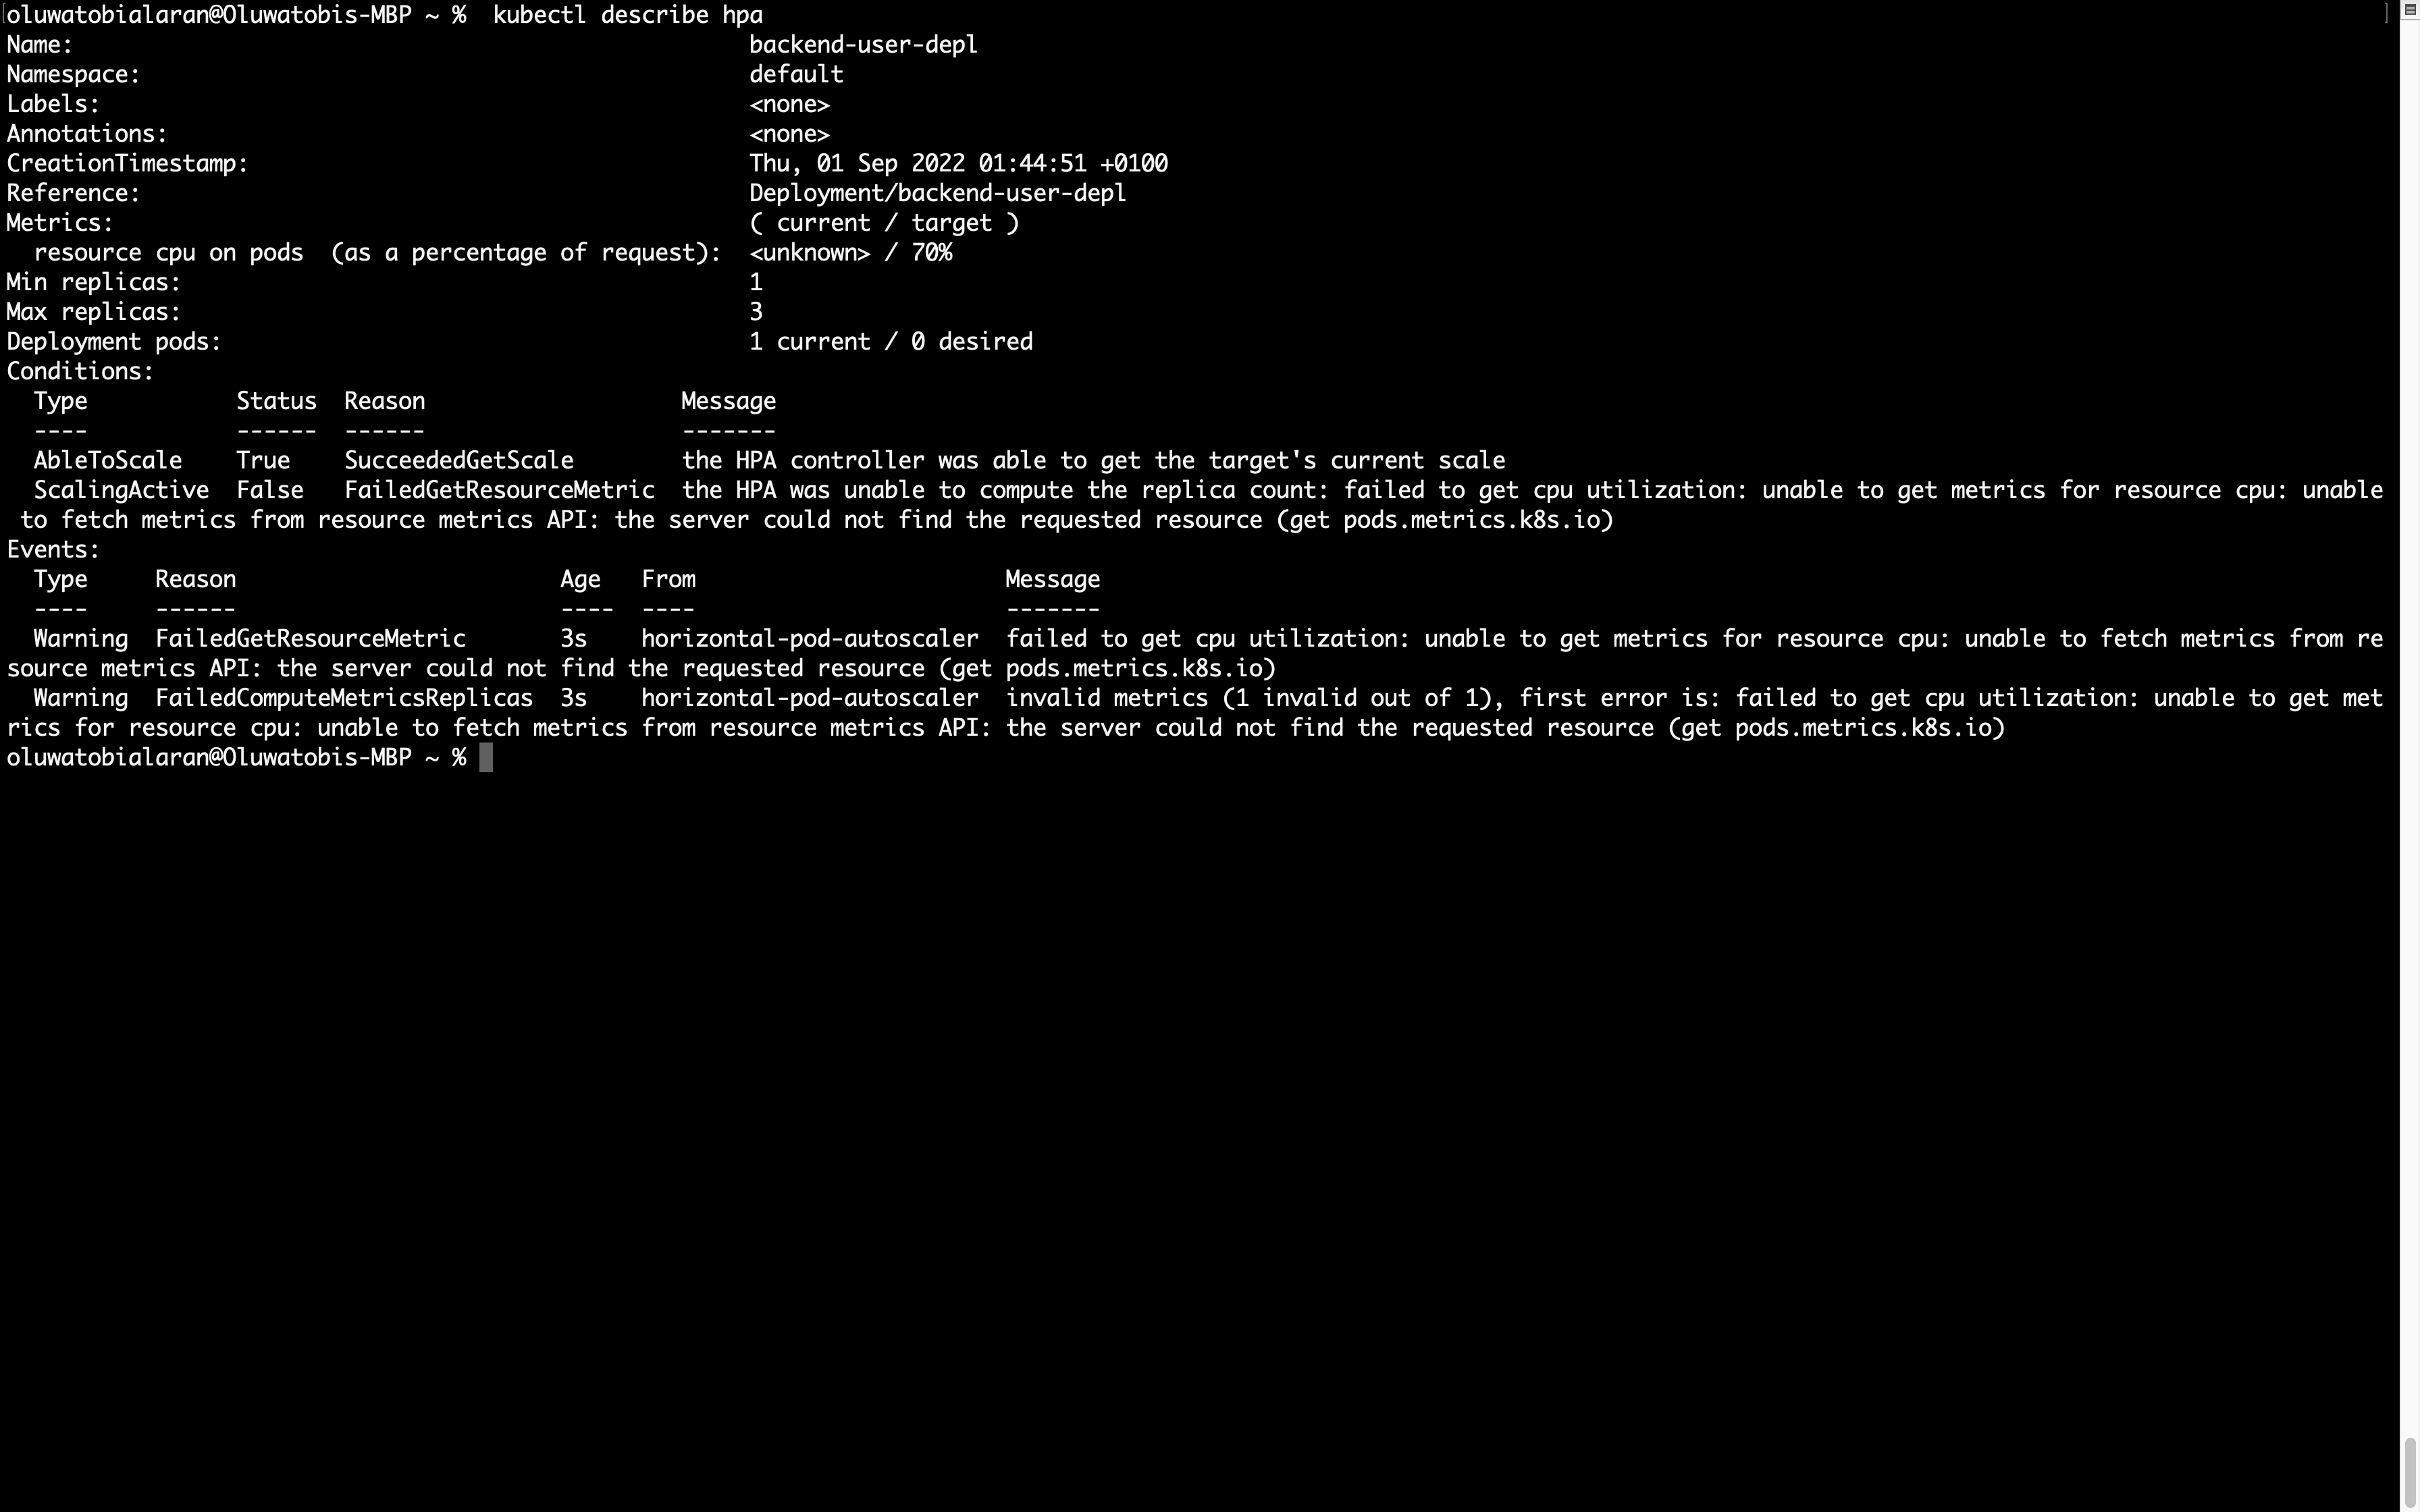 oluwatobialaran@Oluwatobis-MBP ~ %  kubectl describe hpa
Name:                                                  backend-user-depl
Namespace:                                             default
Labels:                                                <none>
Annotations:                                           <none>
CreationTimestamp:                                     Thu, 01 Sep 2022 01:44:51 +0100
Reference:                                             Deployment/backend-user-depl
Metrics:                                               ( current / target )
  resource cpu on pods  (as a percentage of request):  <unknown> / 70%
Min replicas:                                          1
Max replicas:                                          3
Deployment pods:                                       1 current / 0 desired
Conditions:
  Type           Status  Reason                   Message
  ----           ------  ------                   -------
  AbleToScale    True    SucceededGetScale        the HPA controller was able to get the target's current scale
  ScalingActive  False   FailedGetResourceMetric  the HPA was unable to compute the replica count: failed to get cpu utilization: unable to get metrics for resource cpu: unable
 to fetch metrics from resource metrics API: the server could not find the requested resource (get pods.metrics.k8s.io)
Events:
  Type     Reason                        Age   From                       Message
  ----     ------                        ----  ----                       -------
  Warning  FailedGetResourceMetric       3s    horizontal-pod-autoscaler  failed to get cpu utilization: unable to get metrics for resource cpu: unable to fetch metrics from re
source metrics API: the server could not find the requested resource (get pods.metrics.k8s.io)
  Warning  FailedComputeMetricsReplicas  3s    horizontal-pod-autoscaler  invalid metrics (1 invalid out of 1), first error is: failed to get cpu utilization: unable to get met
rics for resource cpu: unable to fetch metrics from resource metrics API: the server could not find the requested resource (get pods.metrics.k8s.io)
oluwatobialaran@Oluwatobis-MBP ~ %